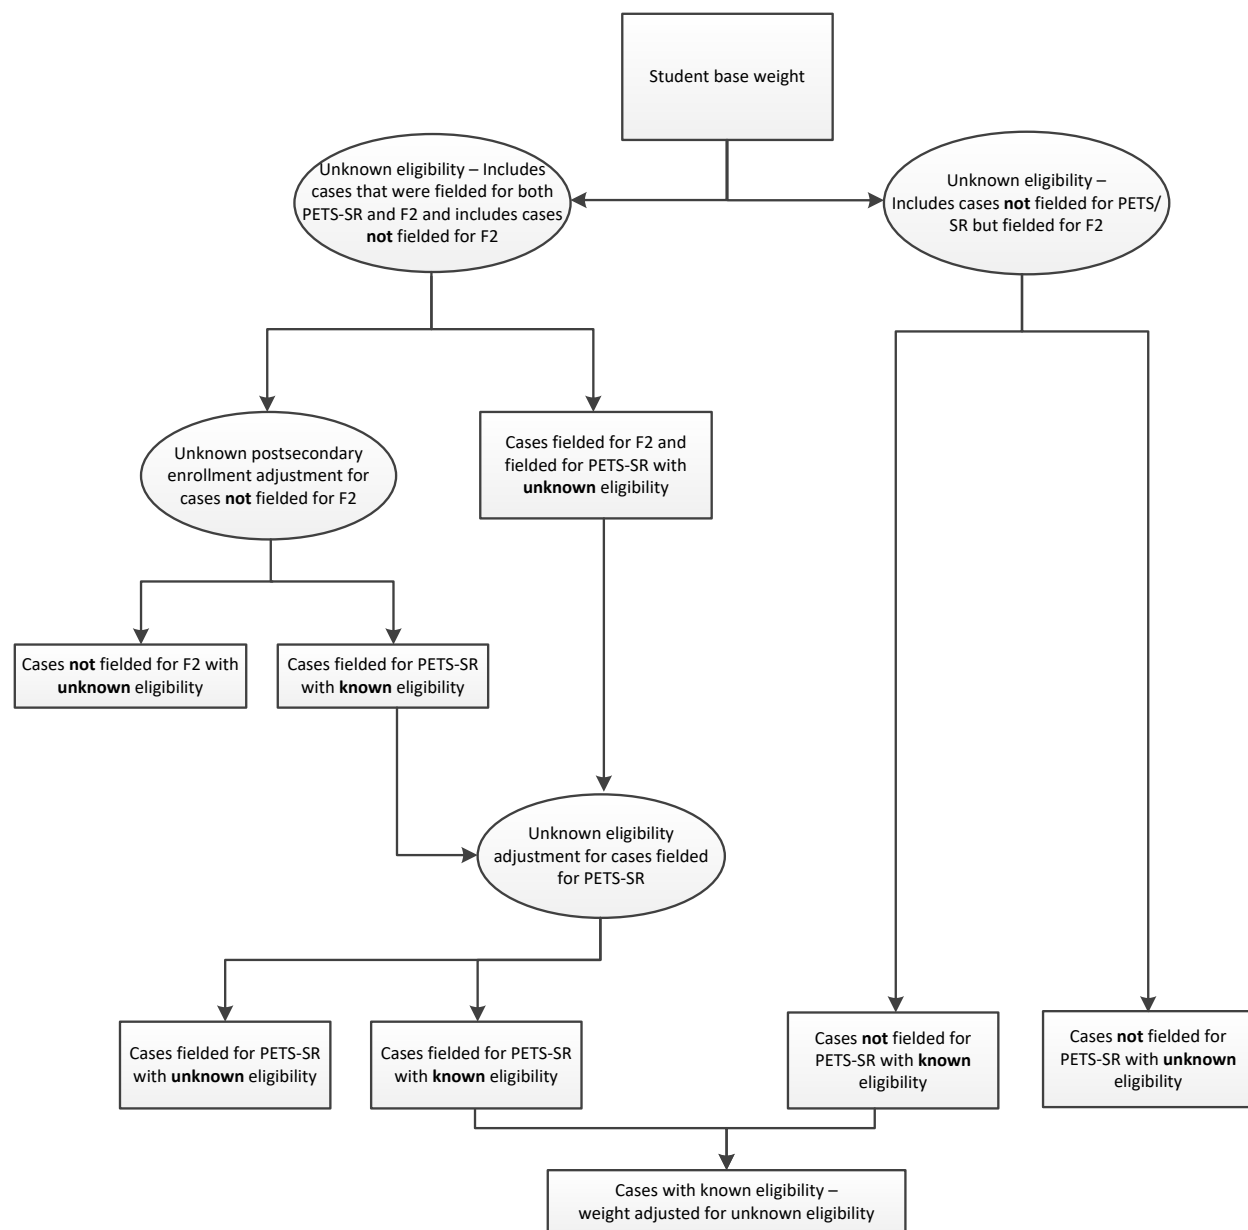 Student base weight
Unknown eligibility – Includes
cases that were fielded for both
PETS-SR and F2 and includes cases
not fielded for F2
Unknown eligibility –
Includes cases not fielded for PETS/
SR but fielded for F2
Unknown postsecondary
enrollment adjustment for
cases not fielded for F2
Cases fielded for F2 and
fielded for PETS-SR with
unknown eligibility
Cases not fielded for F2 with
unknown eligibility
Cases fielded for PETS-SR
with known eligibility
Unknown eligibility
adjustment for cases fielded
for PETS-SR
Cases fielded for PETS-SR
with unknown eligibility
Cases fielded for PETS-SR
with known eligibility
Cases not fielded for
PETS-SR with known
eligibility
Cases not fielded for
PETS-SR with unknown
eligibility
Cases with known eligibility –
weight adjusted for unknown eligibility